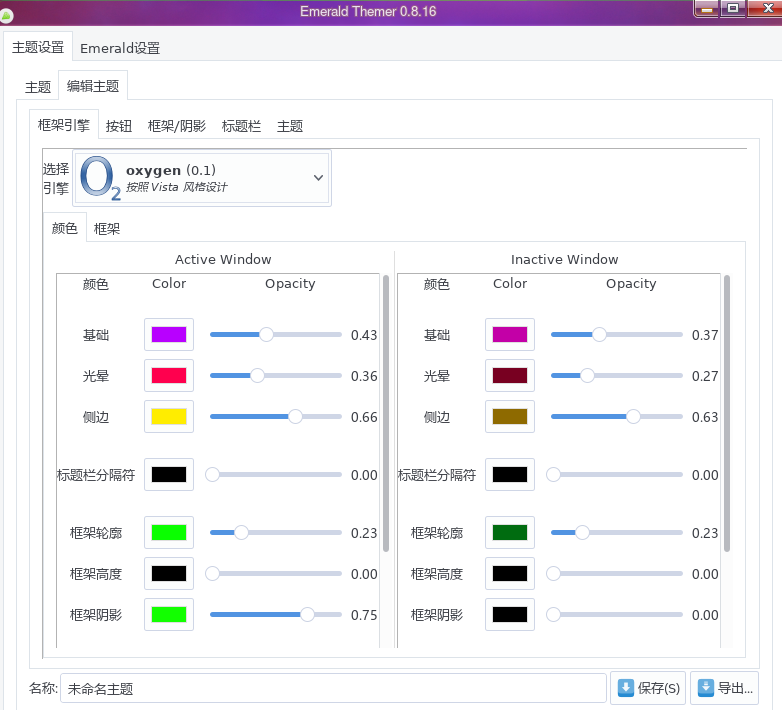 Emerald Themer 0.8.16
主题设置 Emerald设置
主题 编辑主题
框架引擎 按钮 框架/阴影 标题栏 主题
选择
引擎
O2 oxygen (0.1)
按照 Vista 风格设计
颜色 框架
Active Window Inactive Window
颜色 Color Opacity 颜色 Color Opacity
基础 0.43 基础 0.37
光晕 0.36 光晕 0.27
侧边 0.66 侧边 0.63
标题栏分隔符 0.00 标题栏分隔符 0.00
框架轮廓 0.23 框架轮廓 0.23
框架高度 0.00 框架高度 0.00
框架阴影 0.75 框架阴影 0.00
名称: 未命名主题 保存(S) 导出...